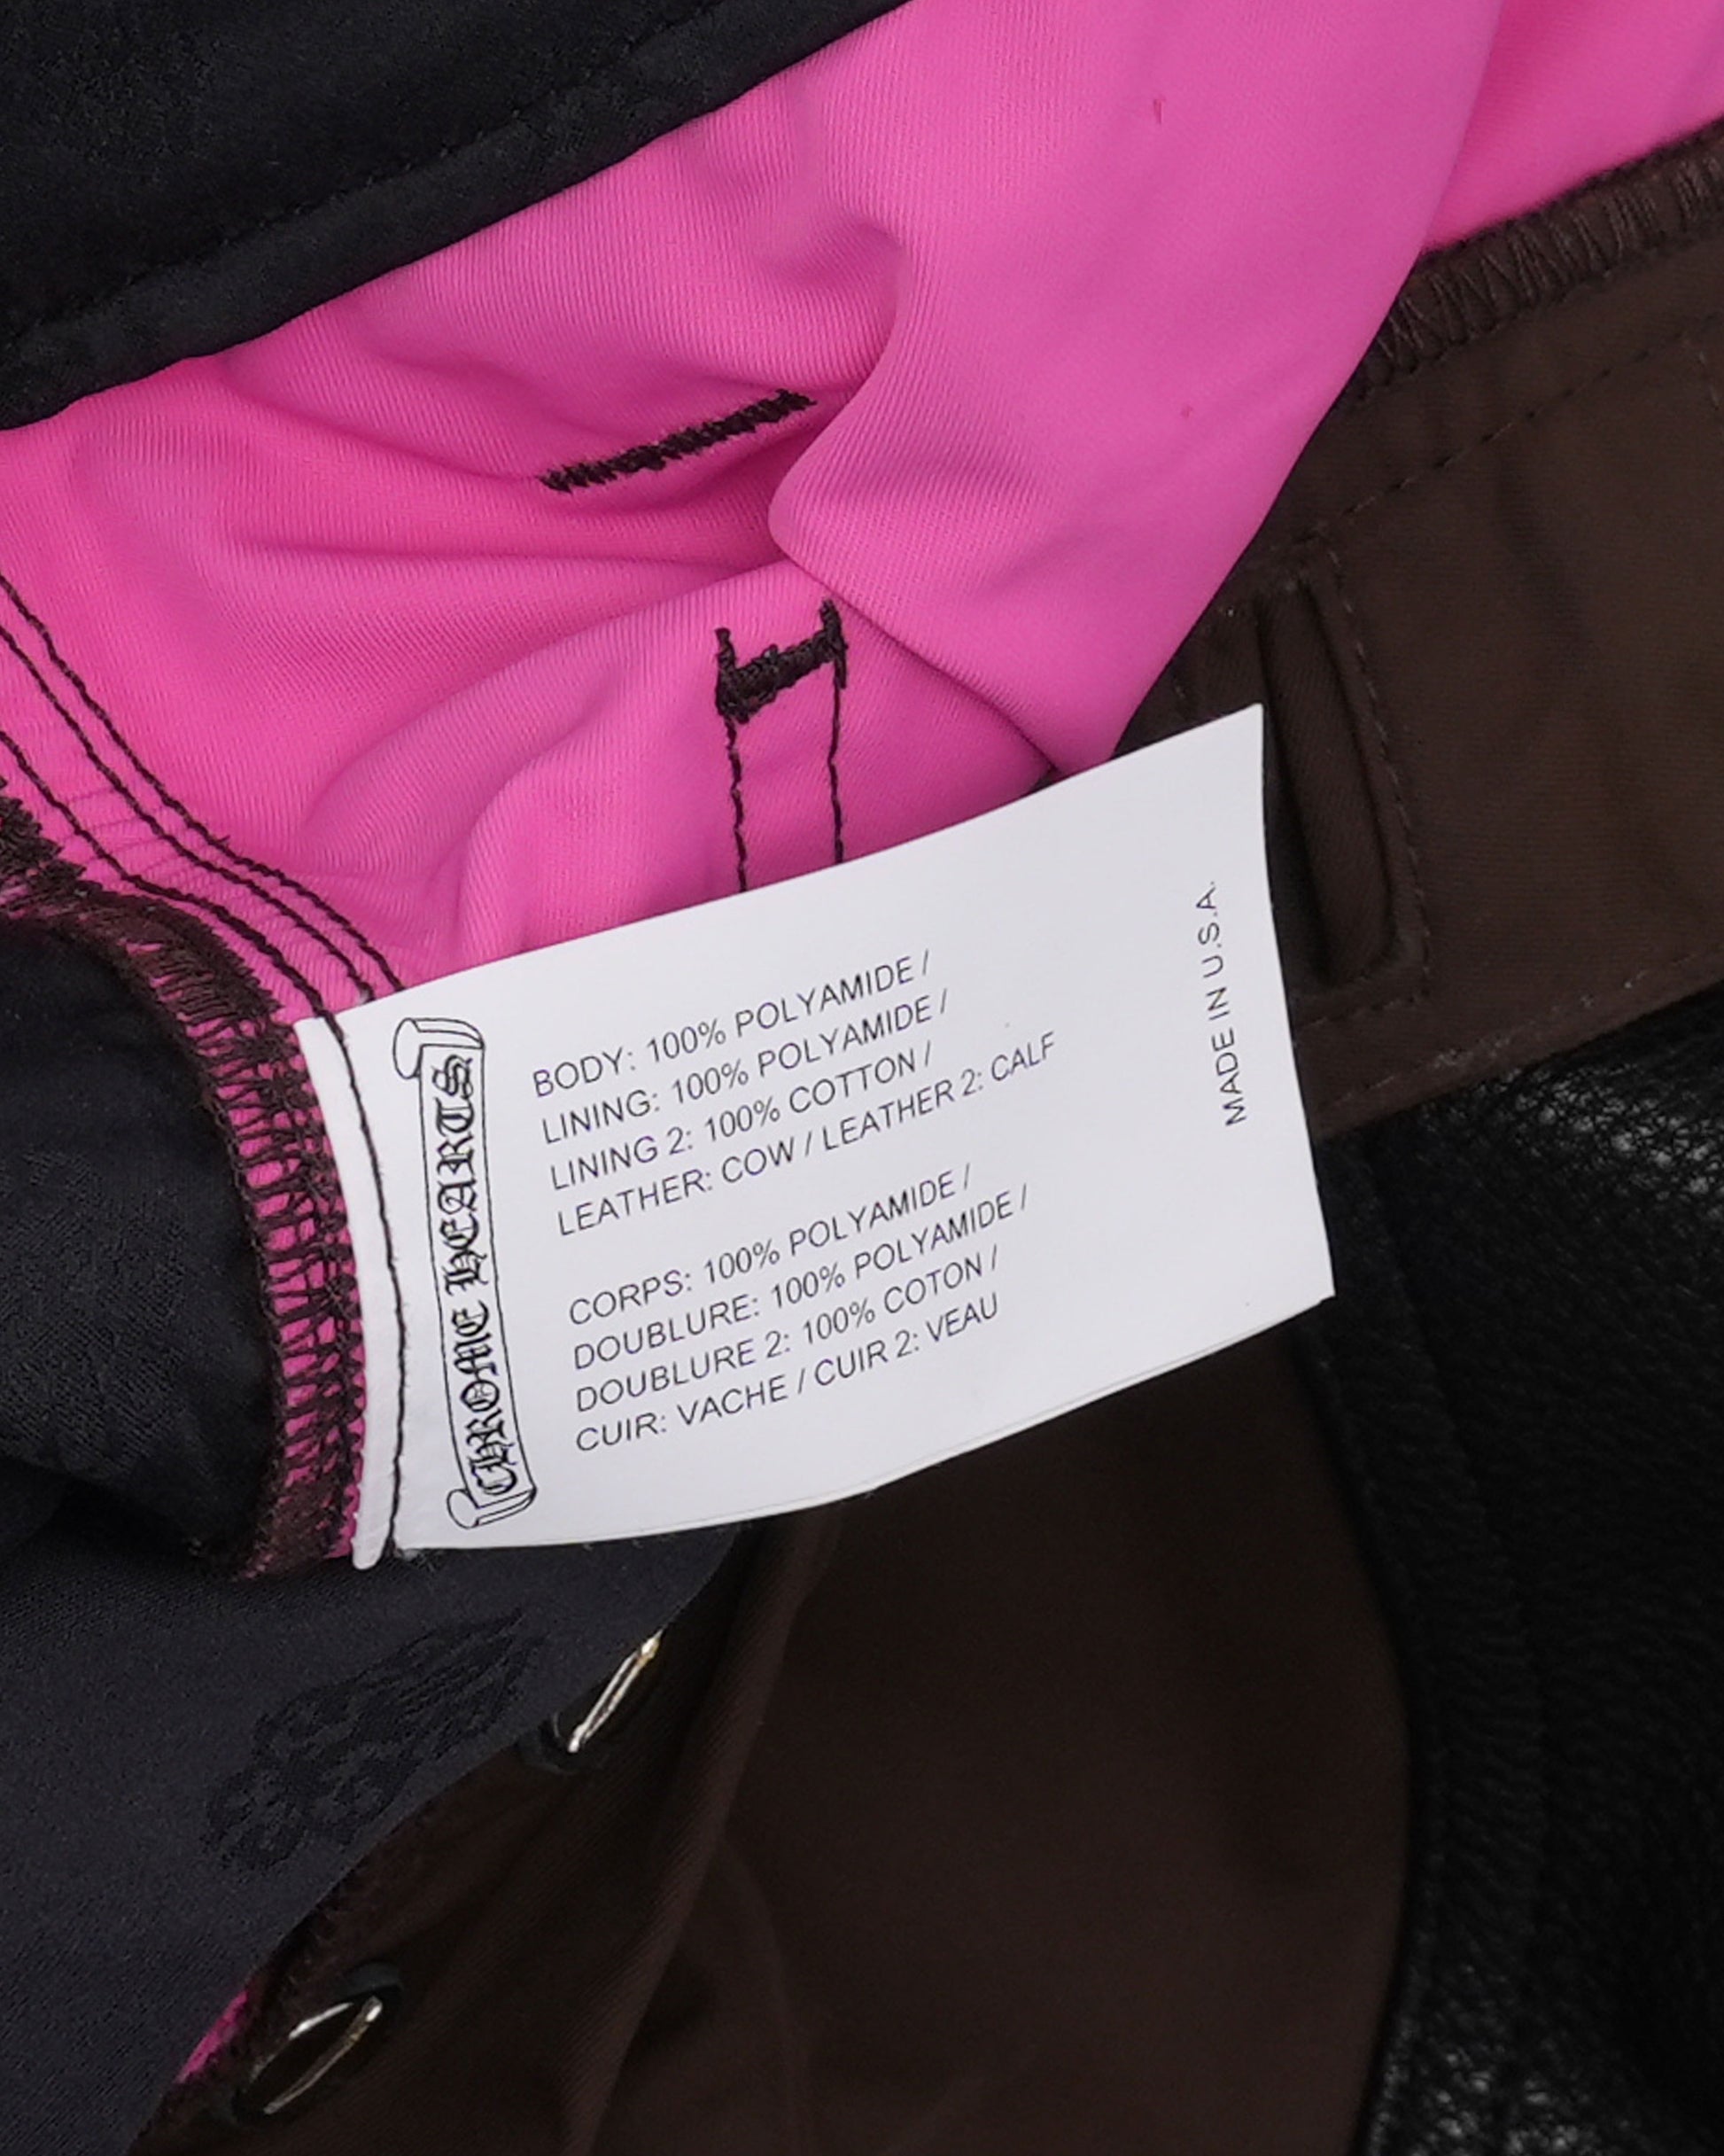 CHROME HEARTS
BODY: 100% POLYAMIDE /
LINING: 100% POLYAMIDE /
LINING 2: 100% COTTON /
LEATHER: COW / LEATHER 2: CALF
CORPS: 100% POLYAMIDE /
DOUBLURE: 100% POLYAMIDE /
DOUBLURE 2: 100% COTON /
CUIR: VACHE / CUIR 2: VEAU
MADE IN U.S.A.